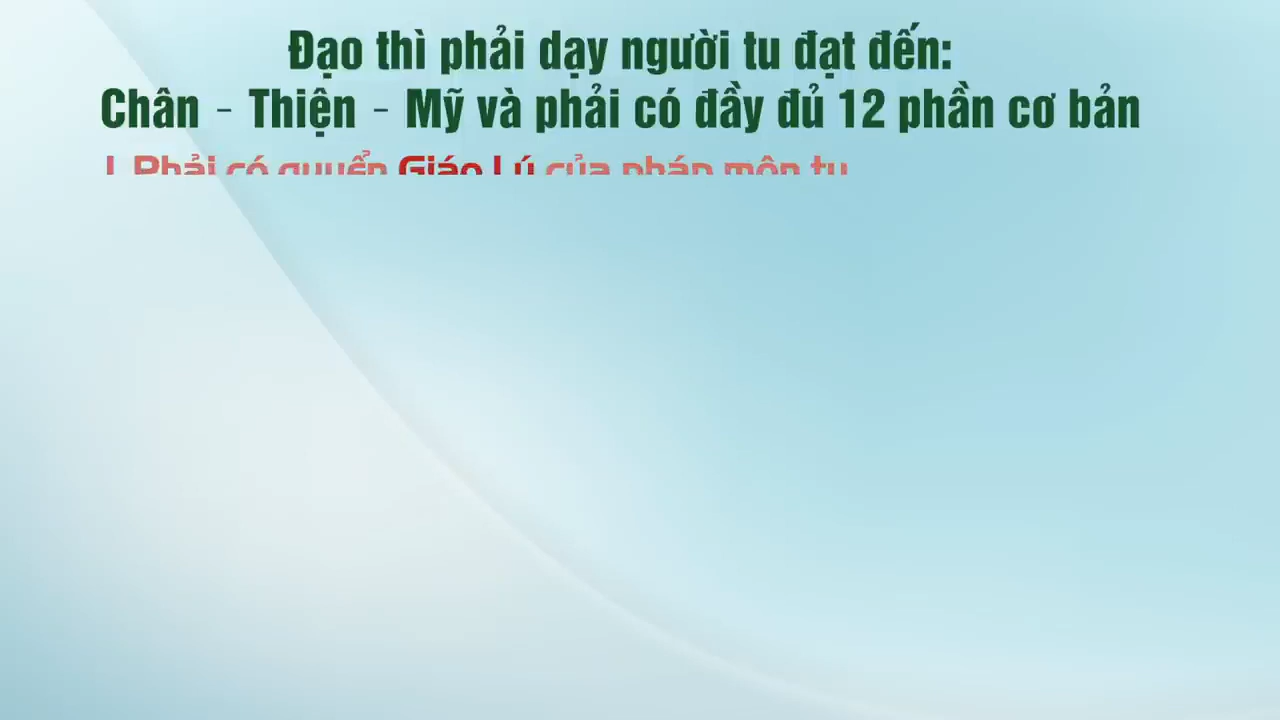 Đạo thì phải dạy người tu đạt đến:
Chân - Thiện - Mỹ và phải có đầy đủ 12 phần cơ bản
1. Phải có quyển Giáo Lý của pháp môn tu